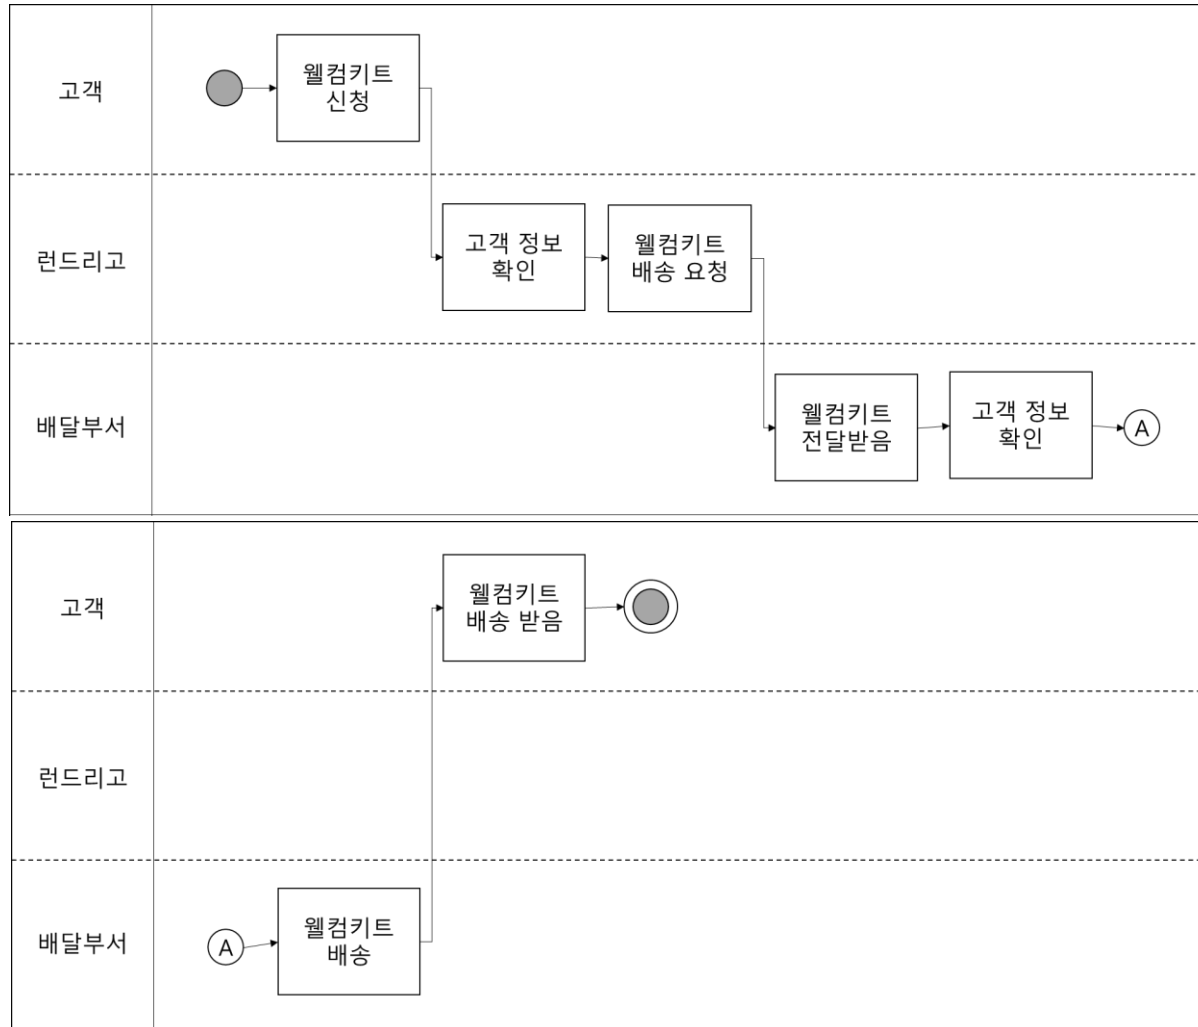 고객
웰컴키트
신청
런드리고
고객 정보
확인
웰컴키트
배송 요청
배달부서
웰컴키트
전달받음
고객 정보
확인
A
고객
웰컴키트
배송 받음
런드리고
배달부서
A
웰컴키트
배송